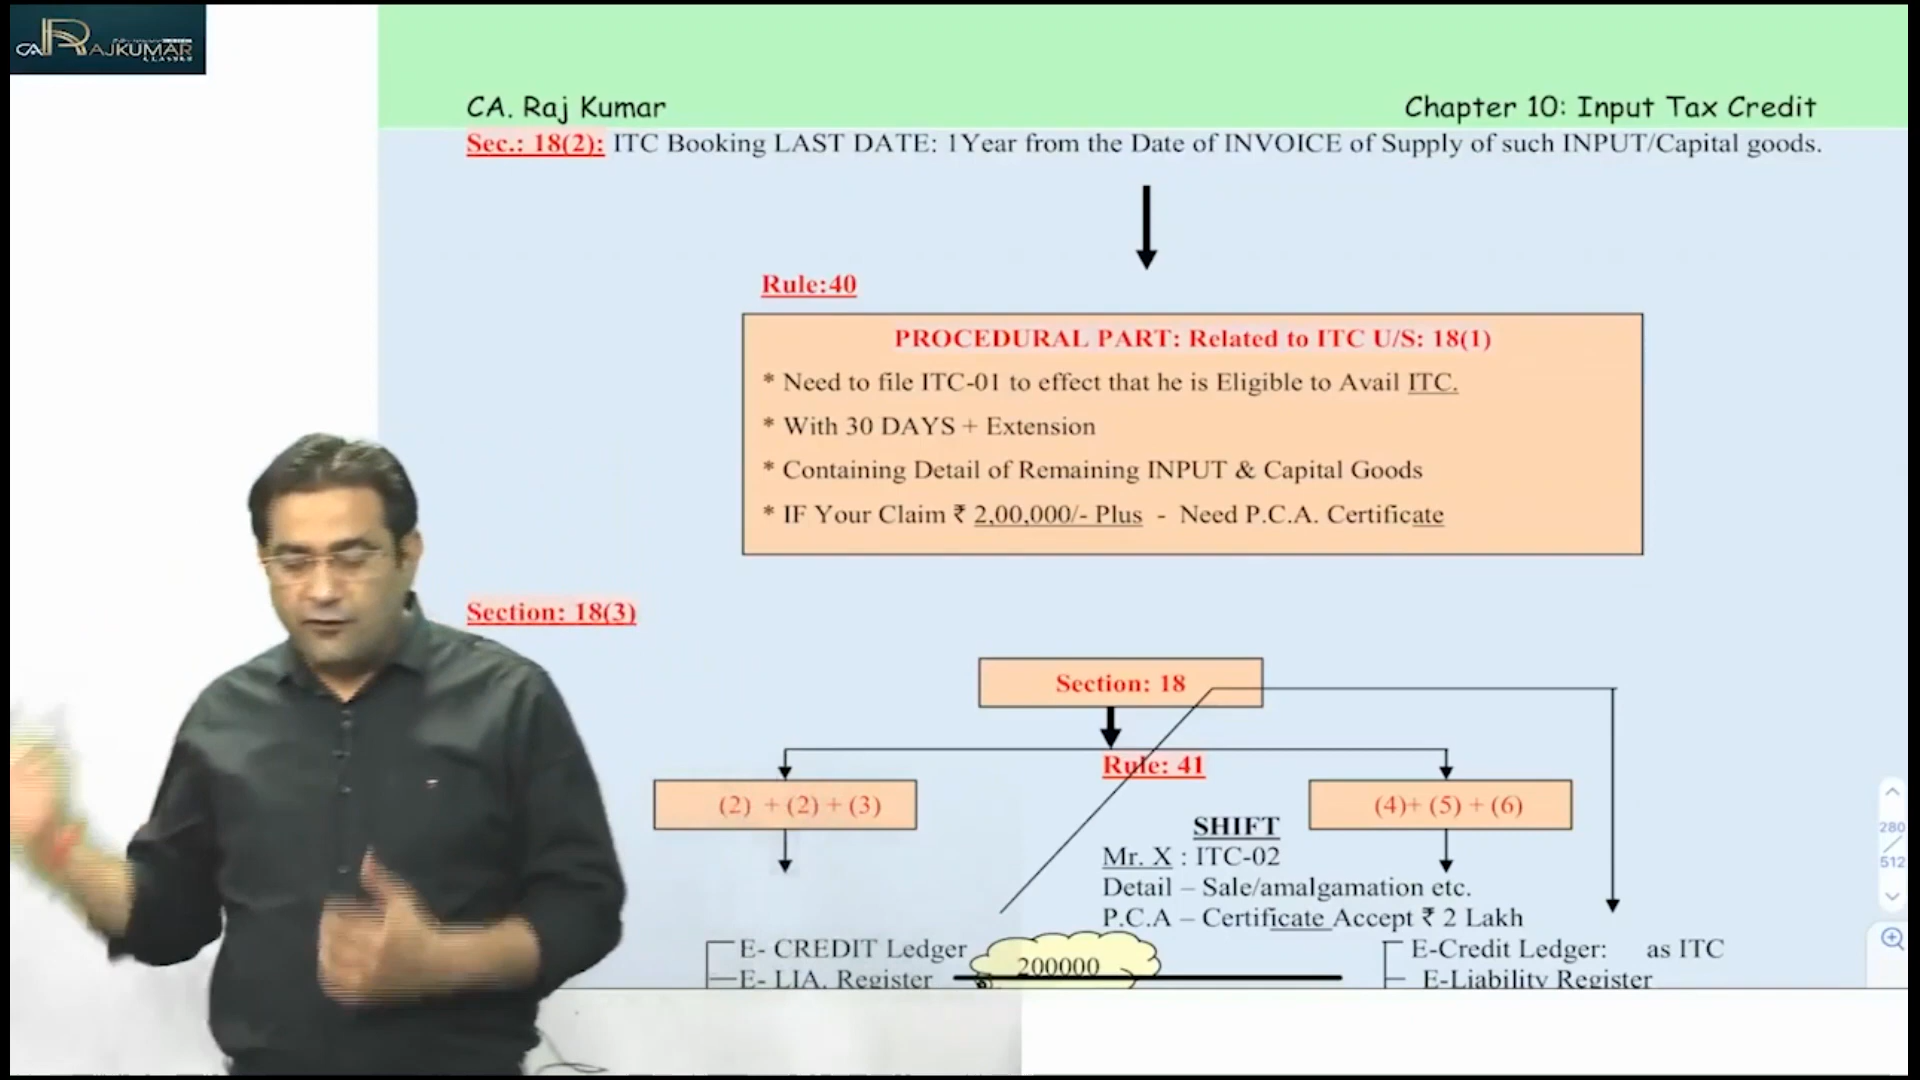 CA RAJKUMAR
CLASSES
CA. Raj Kumar
Chapter 10: Input Tax Credit
Sec.: 18(2): ITC Booking LAST DATE: 1Year from the Date of INVOICE of Supply of such INPUT/Capital goods.
Rule:40
PROCEDURAL PART: Related to ITC U/S: 18(1)
* Need to file ITC-01 to effect that he is Eligible to Avail ITC.
* With 30 DAYS + Extension
* Containing Detail of Remaining INPUT & Capital Goods
* IF Your Claim ₹ 2,00,000/- Plus - Need P.C.A. Certificate
Section: 18(3)
Section: 18
Rule: 41
(2) + (2) + (3)
(4)+ (5) + (6)
SHIFT
Mr. X : ITC-02
Detail – Sale/amalgamation etc.
P.C.A – Certificate Accept ₹ 2 Lakh
E- CREDIT Ledger
E- LIA. Register
200000
E-Credit Ledger: as ITC
E-Liability Register
280
/
512